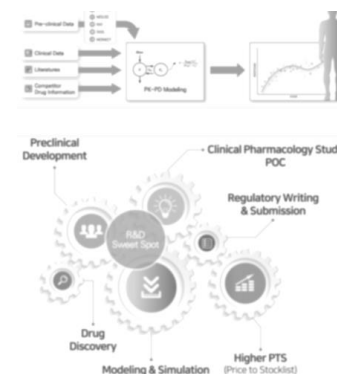 Pre-clinical Data
Clinical Data
Literatures
Competitor
Drug Information
PK-PD Modeling
Preclinical
Development
Clinical Pharmacology Stud
POC
Regulatory Writing
& Submission
R&D
Sweet Spot
Drug
Discovery
Modeling & Simulation
Higher PTS
(Price to Stocklist)